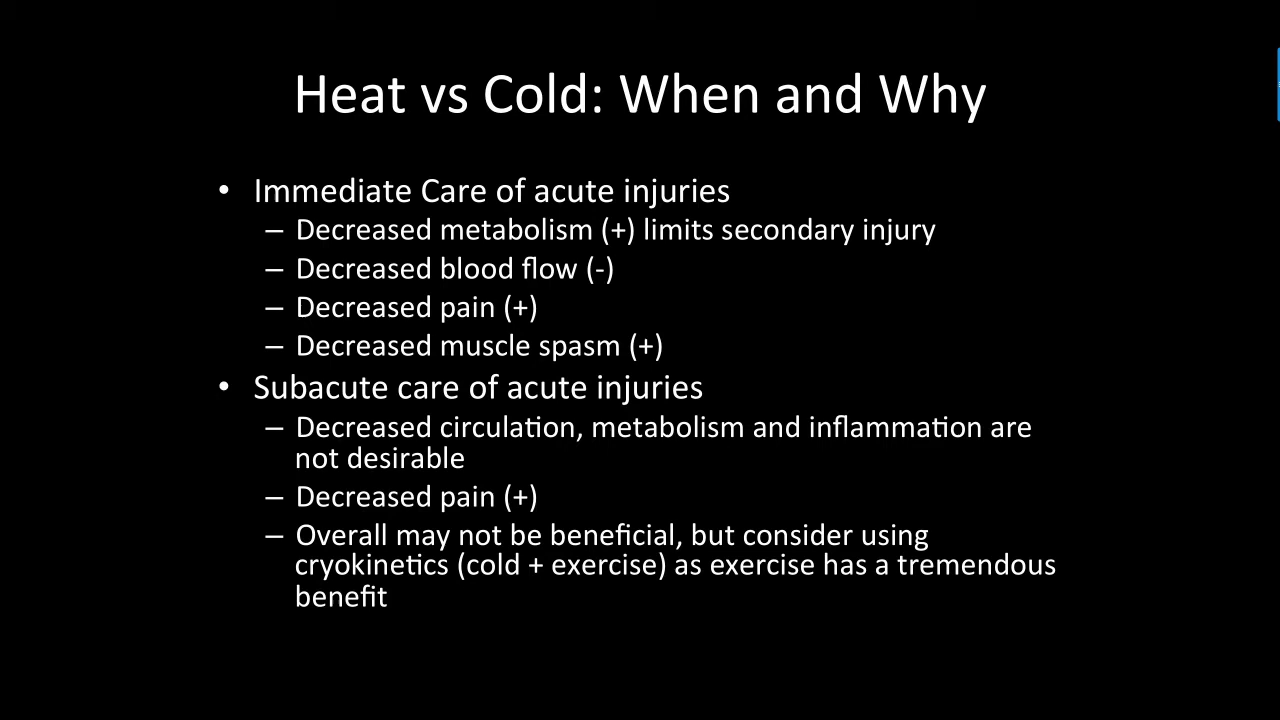 Heat vs Cold: When and Why
• Immediate Care of acute injuries
– Decreased metabolism (+) limits secondary injury
– Decreased blood flow (-)
– Decreased pain (+)
– Decreased muscle spasm (+)
• Subacute care of acute injuries
– Decreased circulation, metabolism and inflammation are
not desirable
– Decreased pain (+)
– Overall may not be beneficial, but consider using
cryokinetics (cold + exercise) as exercise has a tremendous
benefit